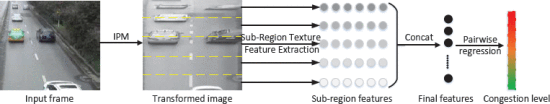 IPM
Sub-Region Texture
Feature Extraction
Concat
Pairwise
regression
Input frame
Transformed image
Sub-region features
Final features
Congestion level